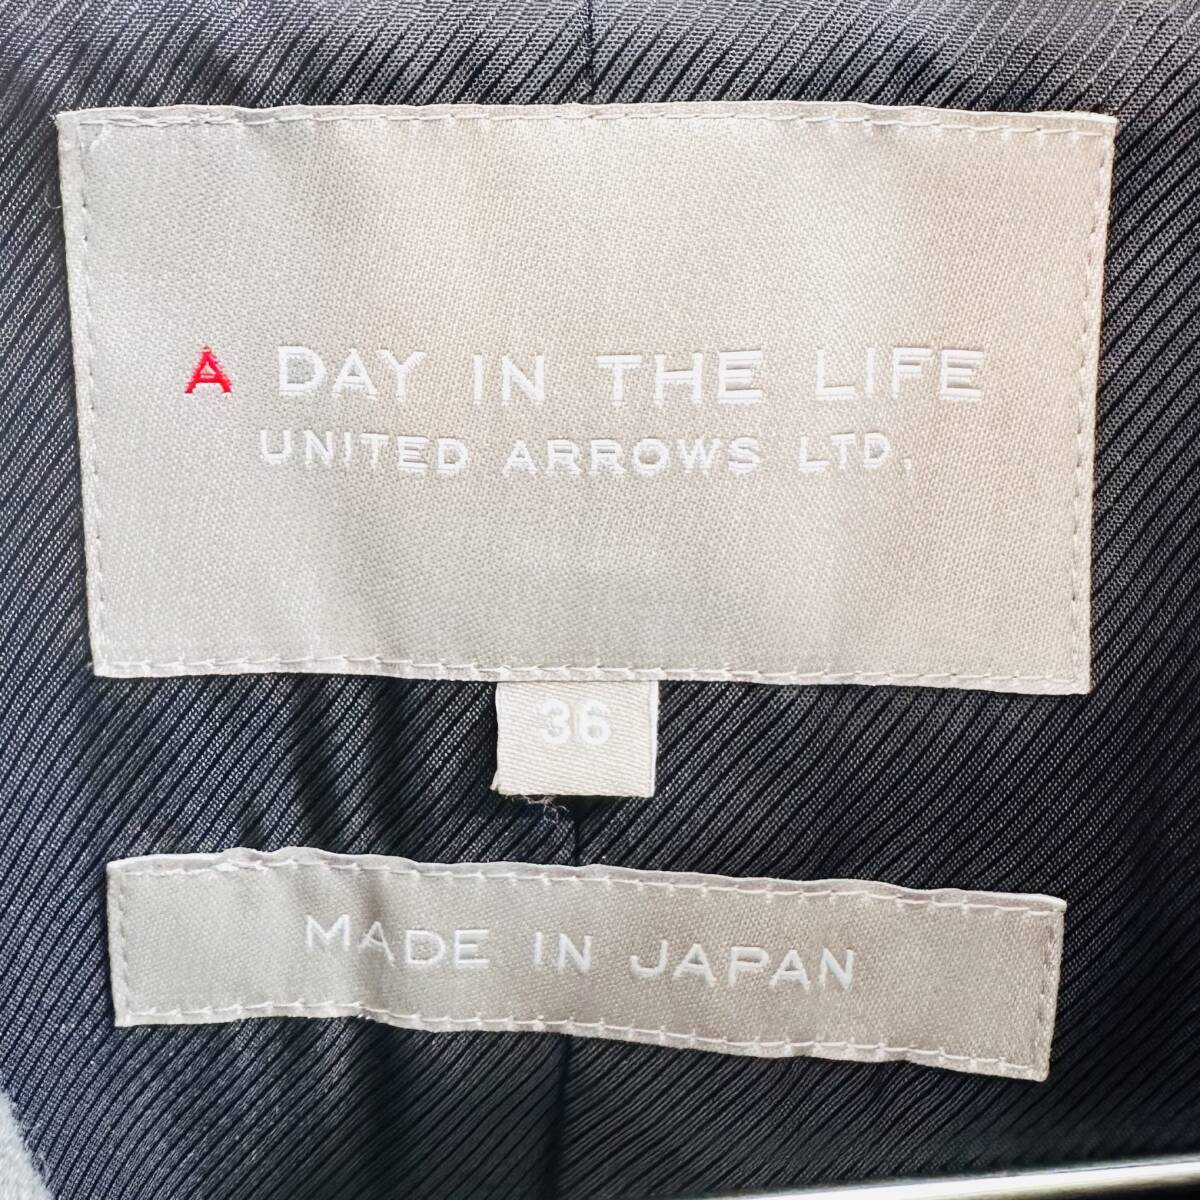 A DAY IN THE LIFE
UNITED ARROWS LTD.
36
MADE IN JAPAN